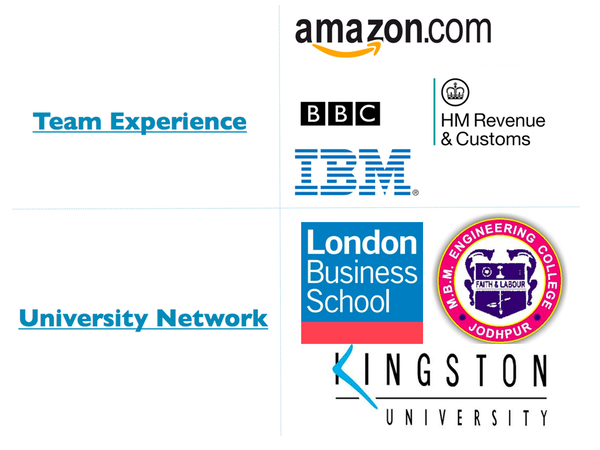 amazon.com
Team Experience
BBC
HM Revenue
& Customs
IBM®
London
Business
School
M.B.M. ENGINEERING COLLEGE
FAITH & LABOUR
• JODHPUR •
University Network
KINGSTON
UNIVERSITY